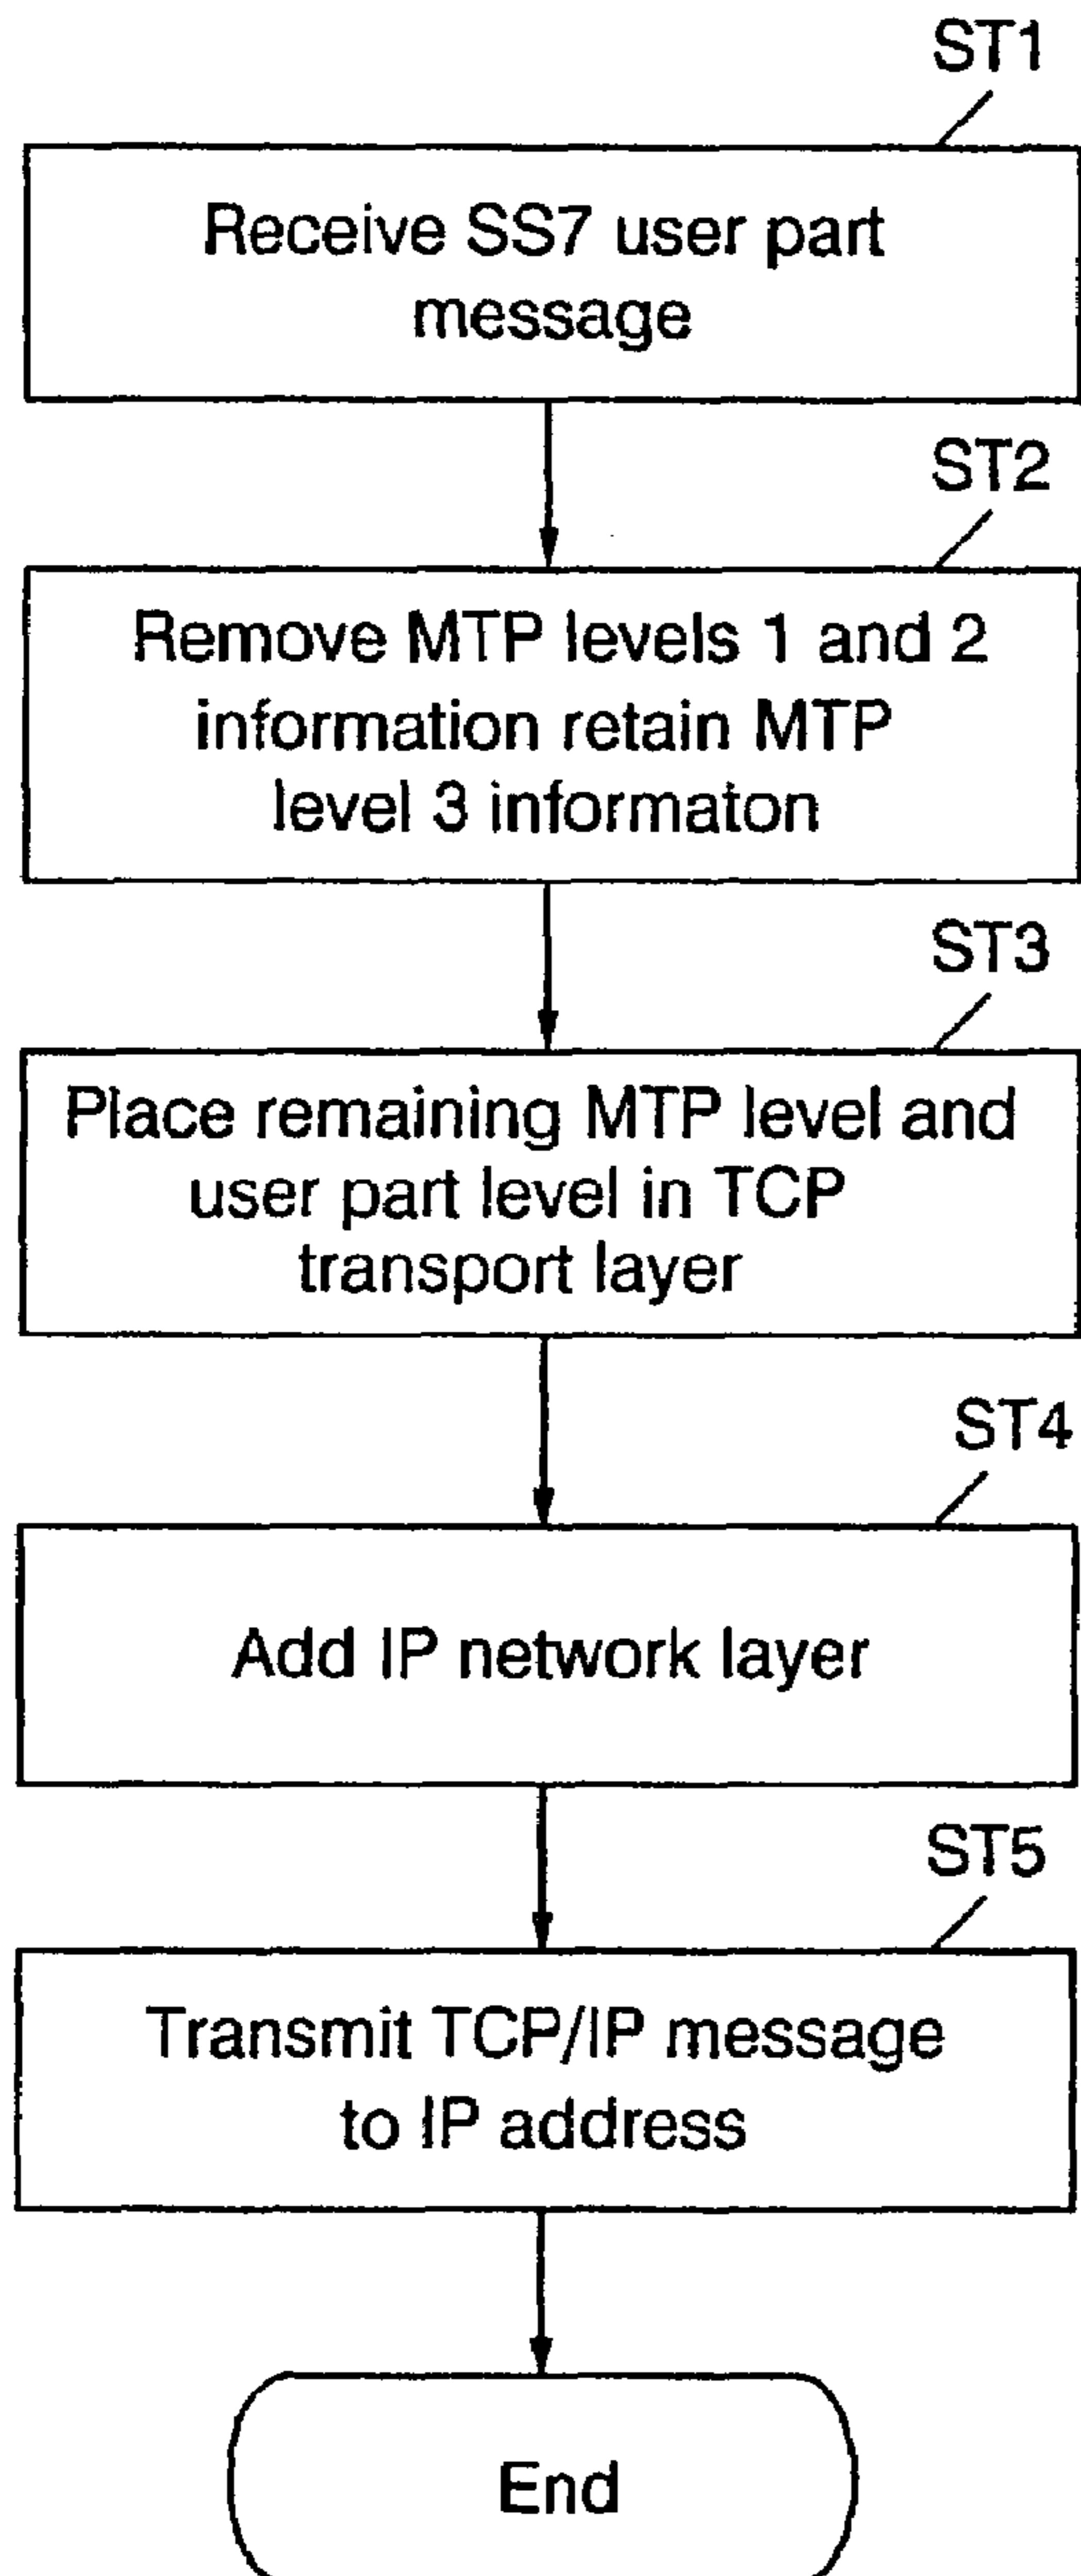 ST1
Receive SS7 user part
message
ST2
Remove MTP levels 1 and 2
information retain MTP
level 3 informaton
ST3
Place remaining MTP level and
user part level in TCP
transport layer
ST4
Add IP network layer
ST5
Transmit TCP/IP message
to IP address
End